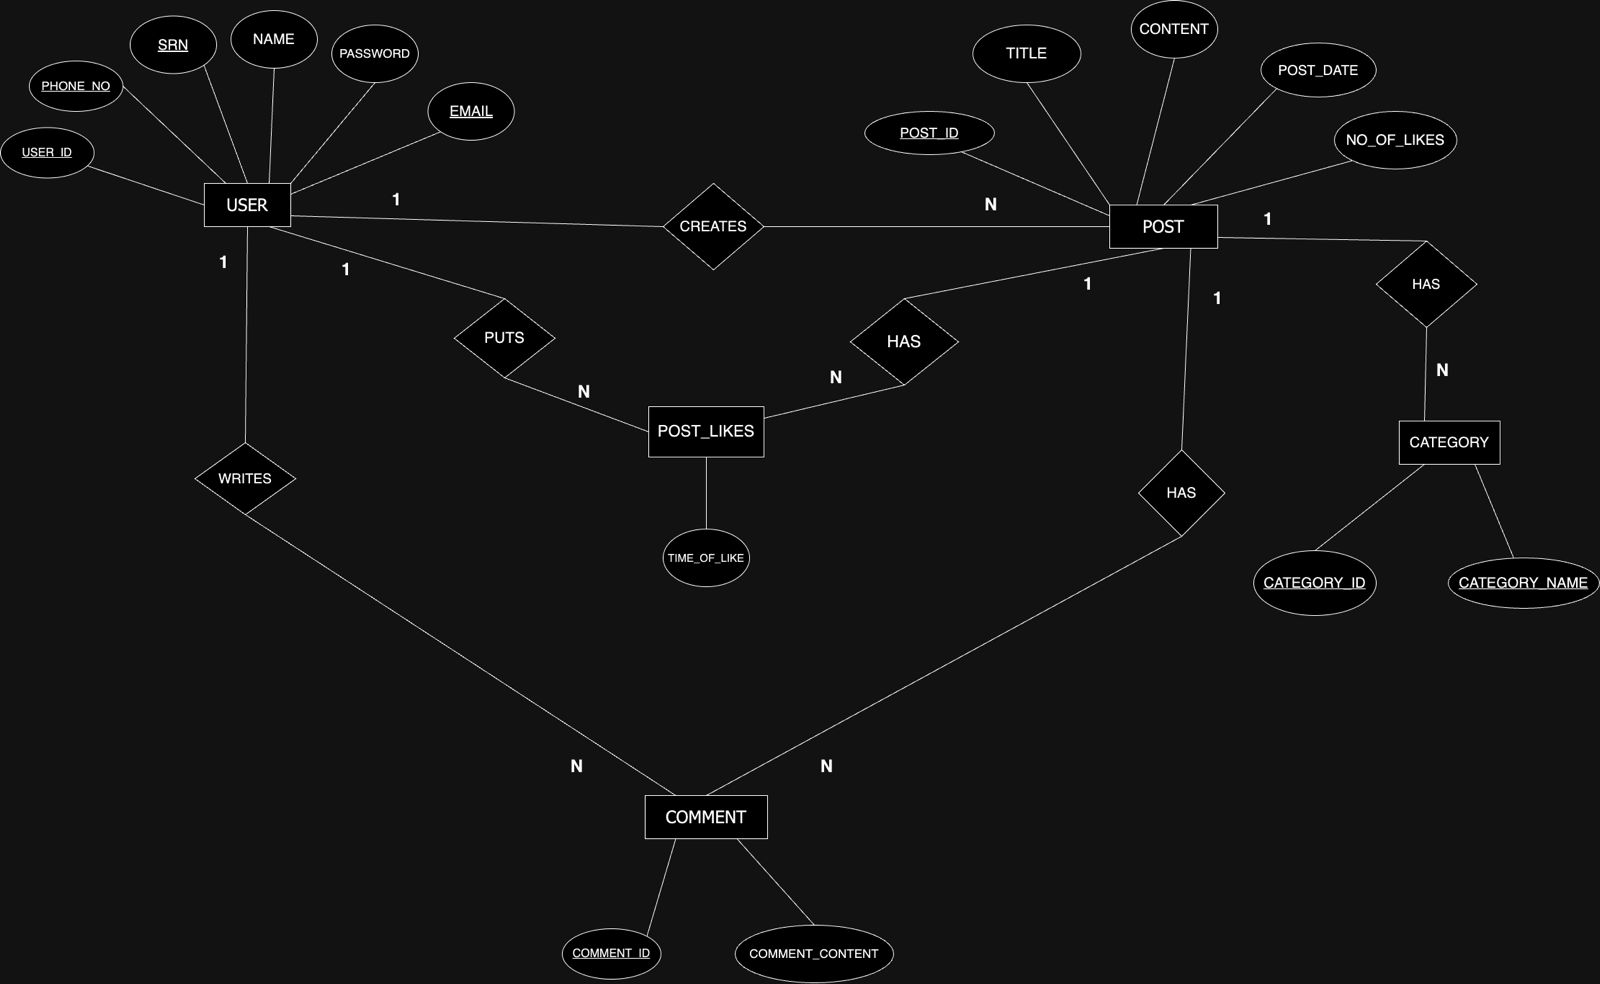 CONTENT
SRN
NAME
PASSWORD
TITLE
POST_DATE
PHONE_NO
EMAIL
POST_ID
NO_OF_LIKES
USER_ID
USER
1
CREATES
N
POST
1
1
1
PUTS
HAS
1
1
HAS
N
N
N
POST_LIKES
CATEGORY
WRITES
HAS
TIME_OF_LIKE
CATEGORY_ID
CATEGORY_NAME
N
N
COMMENT
COMMENT_ID
COMMENT_CONTENT